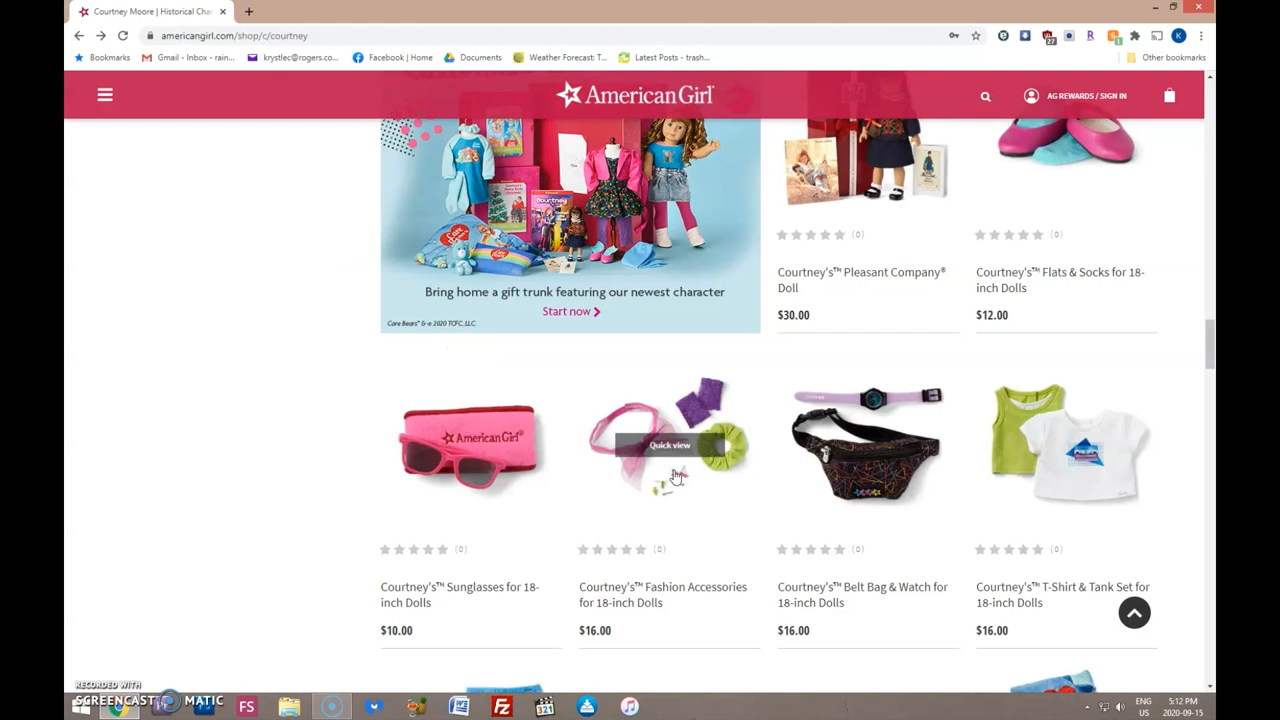 Courtney Moore | Historical Cha
americangirl.com/shop/c/courtney
Bookmarks
Gmail - Inbox - rain...
krystlec@rogers.co...
Facebook | Home
Documents
Weather Forecast: T...
Latest Posts - trash...
Other bookmarks
AmericanGirl
AG REWARDS / SIGN IN
Bring home a gift trunk featuring our newest character
Start now
Care Bears™ & © 2020 TCFC, LLC.
(0)
Courtney's™ Pleasant Company® Doll
$30.00
(0)
Courtney's™ Flats & Socks for 18-
inch Dolls
$12.00
AmericanGirl
Quick view
(0)
Courtney's™ Sunglasses for 18-
inch Dolls
$10.00
(0)
Courtney's™ Fashion Accessories
for 18-inch Dolls
$16.00
(0)
Courtney's™ Belt Bag & Watch for
18-inch Dolls
$16.00
(0)
Courtney's™ T-Shirt & Tank Set for
18-inch Dolls
$16.00
RECORDED WITH
SCREENCAST MATIC
FS
321
ENG
US
5:12 PM
2020-09-15